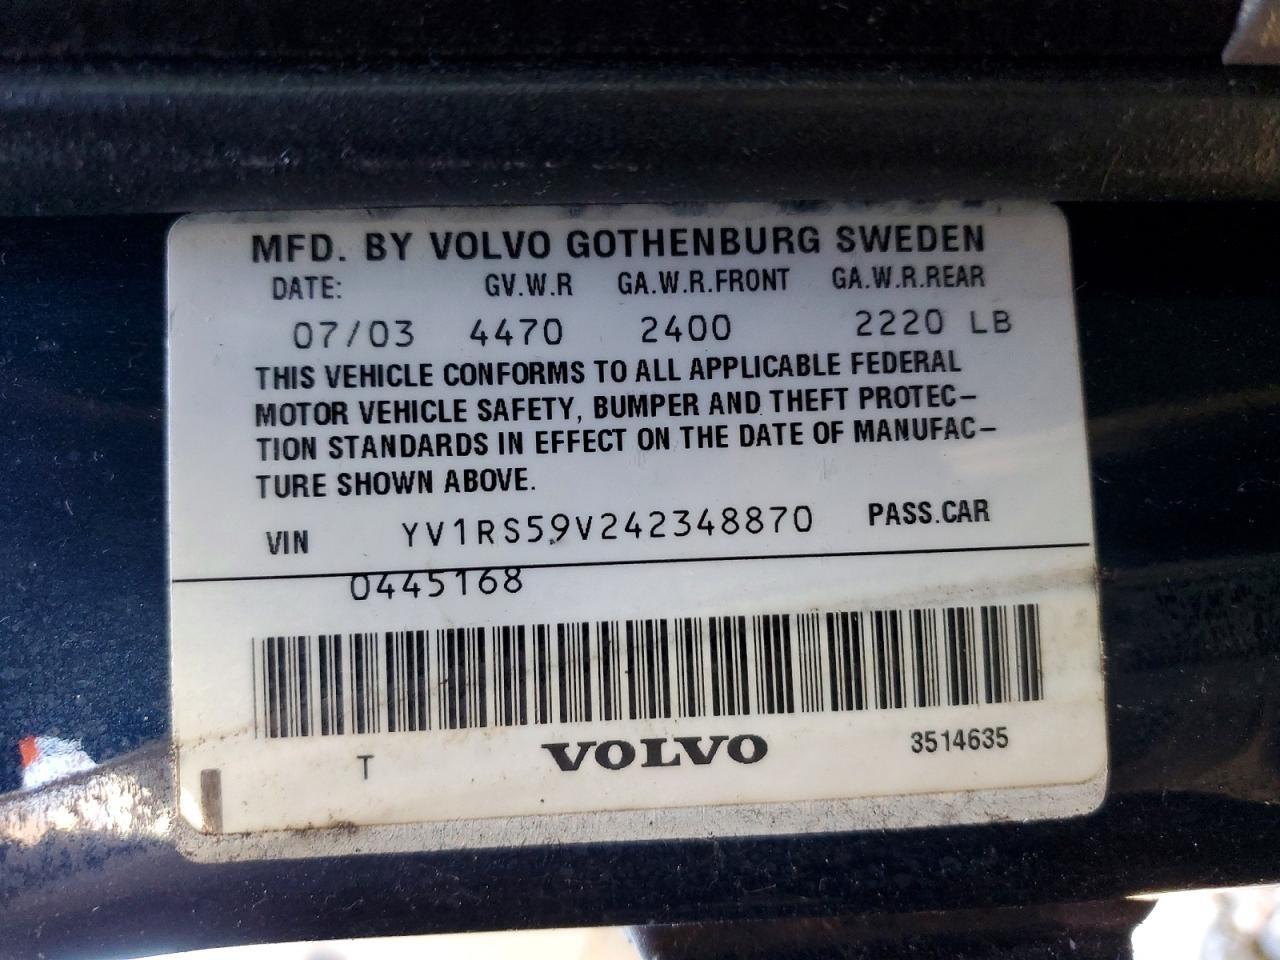 MFD. BY VOLVO GOTHENBURG SWEDEN
DATE: GV.W.R GA.W.R.FRONT GA.W.R.REAR
07/03 4470 2400 2220 LB
THIS VEHICLE CONFORMS TO ALL APPLICABLE FEDERAL
MOTOR VEHICLE SAFETY, BUMPER AND THEFT PROTEC-
TION STANDARDS IN EFFECT ON THE DATE OF MANUFAC-
TURE SHOWN ABOVE.
VIN YV1RS59V242348870 PASS.CAR
0445168
T VOLVO 3514635